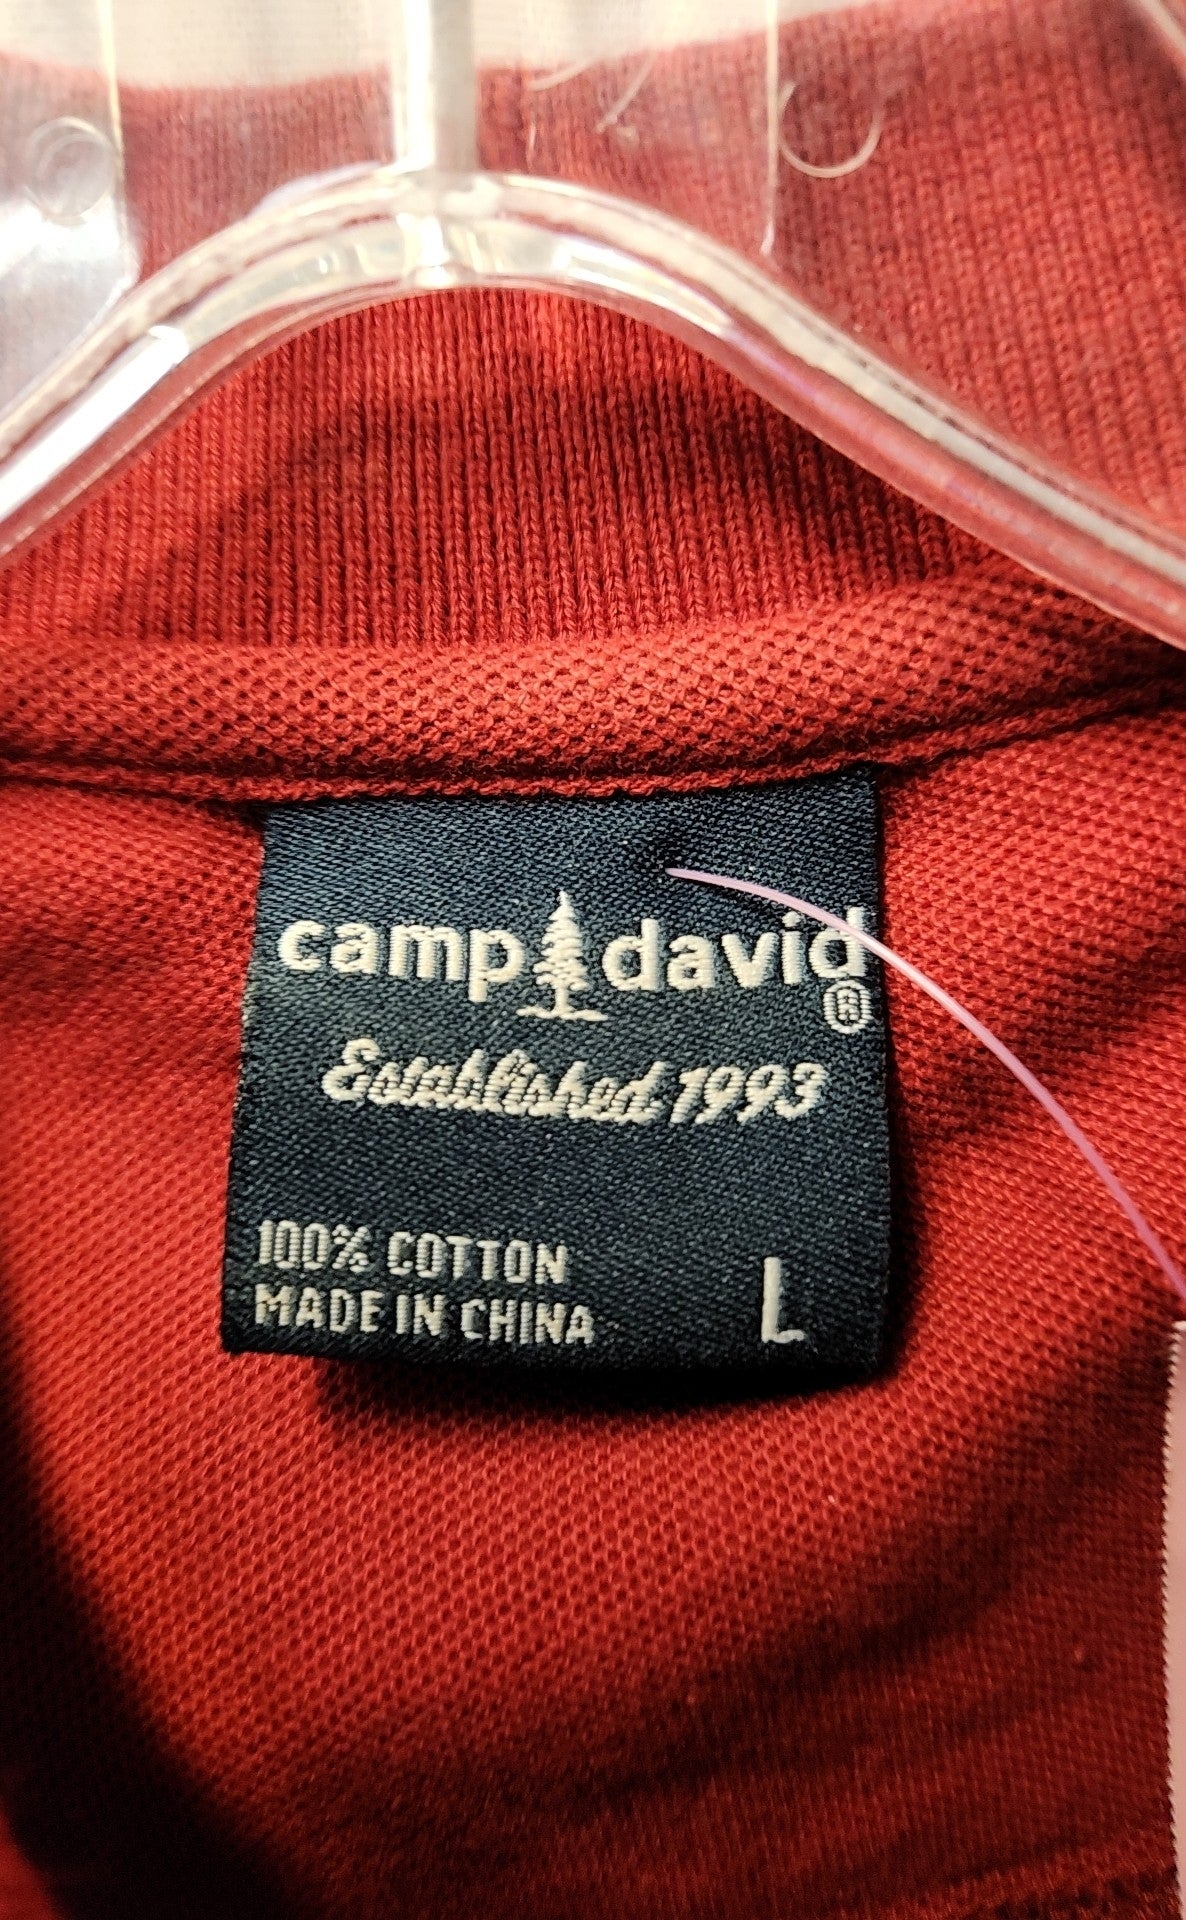 camp david
®
Established 1993
100% COTTON
MADE IN CHINA L